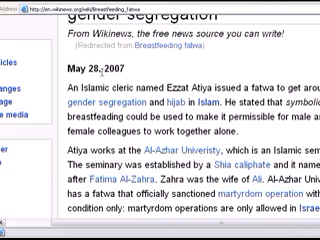 Address http://en.wikinews.org/wiki/Breastfeeding_fatwa
gender segregation
From Wikinews, the free news source you can write!
(Redirected from Breastfeeding fatwa)
May 28, 2007
An Islamic cleric named Ezzat Atiya issued a fatwa to get arou
gender segregation and hijab in Islam. He stated that symbolic
breastfeeding could be used to make it permissible for male an
female colleagues to work together alone.
Atiya works at the Al-Azhar Univeristy, which is an Islamic sem
The seminary was established by a Shia caliphate and it name
after Fatima Al-Zahra. Zahra was the wife of Ali. Al-Azhar Univ
has a fatwa that officially sanctioned martyrdom operation with
condition only: martyrdom operations are only allowed in Israe
icles
anges
age
e media
er
e